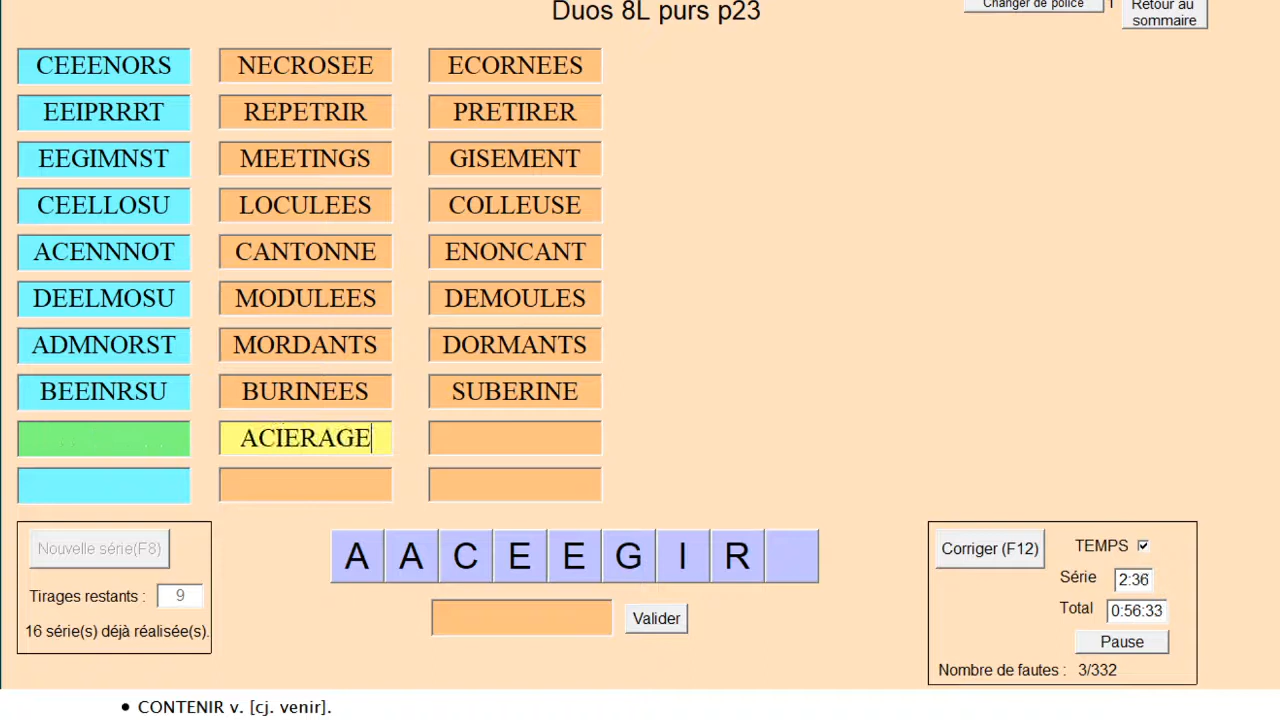 Duos 8L purs p23
Changer de police
1
Retour au
sommaire
CEEENORS NECROSEE ECORNEES
EEIPRRRT REPETRIR PRETIRER
EEGIMNST MEETINGS GISEMENT
CEELLOSU LOCULEES COLLEUSE
ACENNNOT CANTONNE ENONCANT
DEELMOSU MODULEES DEMOULES
ADMNORST MORDANTS DORMANTS
BEEINRSU BURINEES SUBERINE
ACIERAGE
Nouvelle série(F8)
Tirages restants : 9
16 série(s) déjà réalisée(s).
A A C E E G I R
Valider
Corriger (F12)
TEMPS
Série 2:36
Total 0:56:33
Pause
Nombre de fautes : 3/332
• CONTENIR v. [cj. venir].